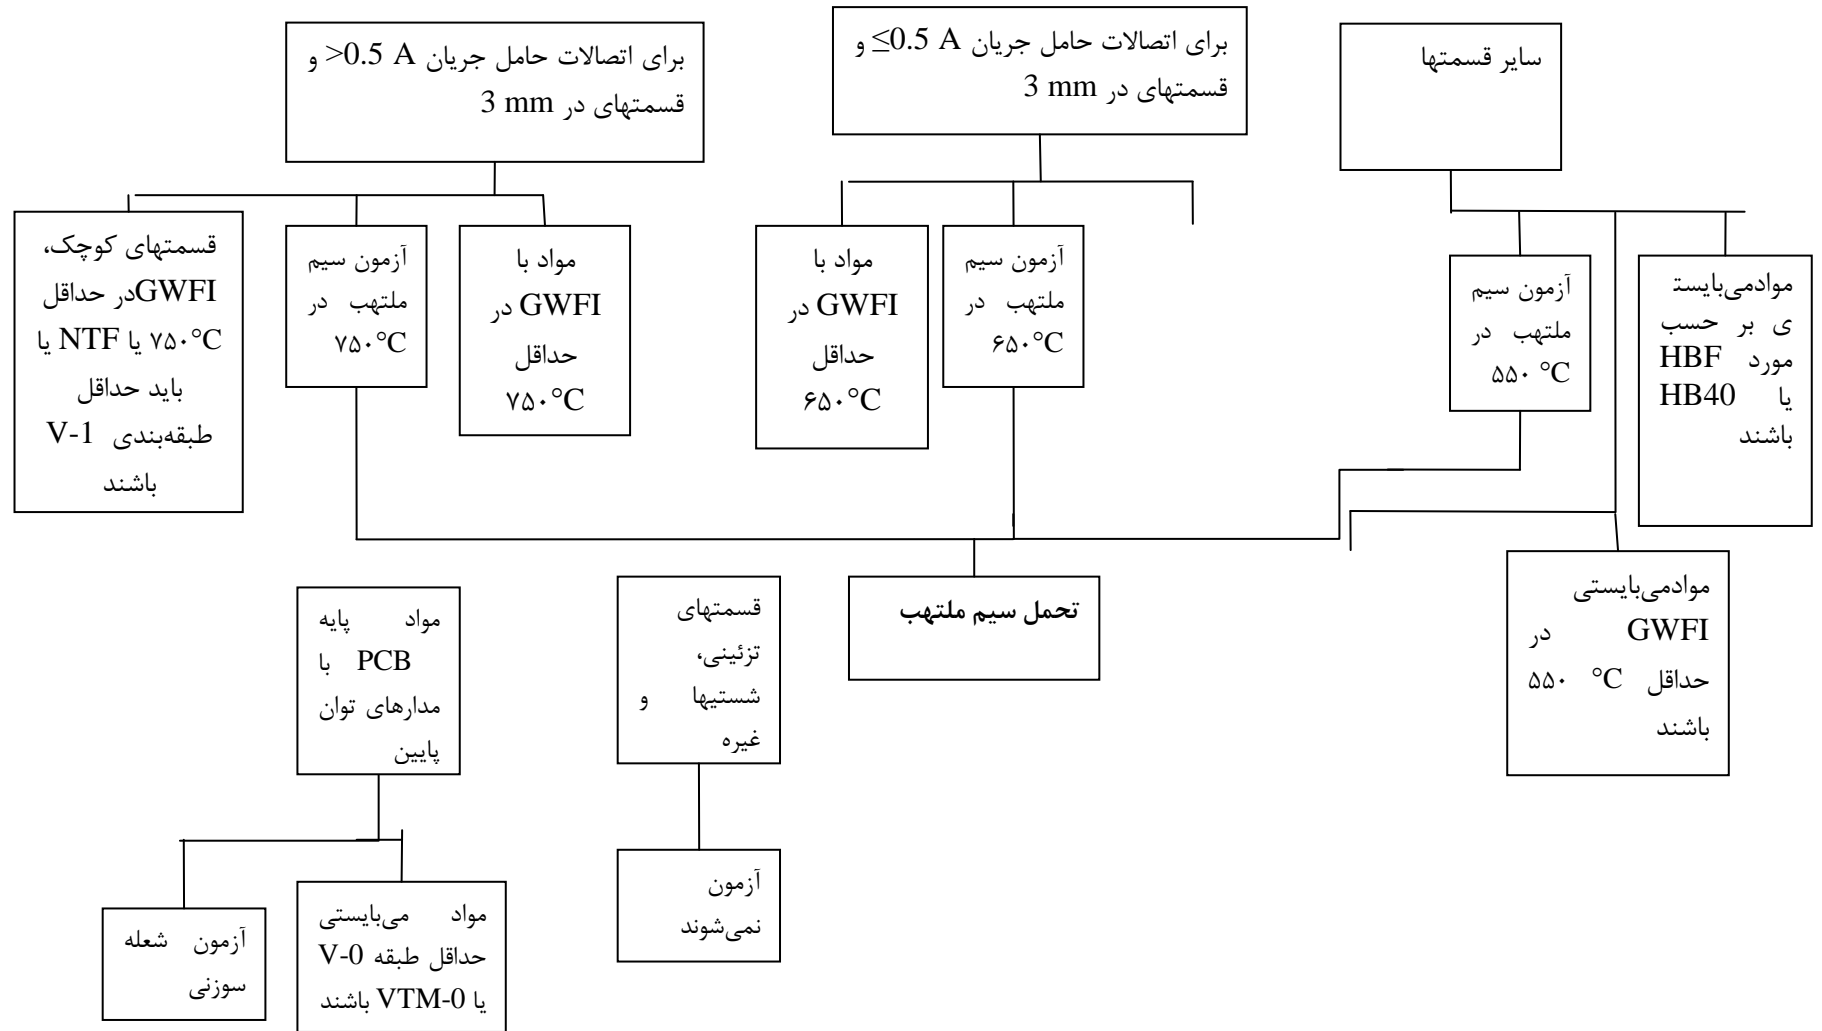 سایر قسمتها
برای اتصالات حامل جریان ≤0.5 A و
قسمتهای در 3 mm
برای اتصالات حامل جریان >0.5 A و
قسمتهای در 3 mm
موادمی‌بایست
ی بر حسب
مورد HBF
یا HB40
باشند
آزمون سیم
ملتهب در
۵۵۰ °C
آزمون سیم
ملتهب در
۶۵۰°C
مواد با
GWFI در
حداقل
۶۵۰°C
مواد با
GWFI در
حداقل
۷۵۰°C
آزمون سیم
ملتهب در
۷۵۰°C
قسمتهای کوچک،
GWFIدر حداقل
۷۵۰°C یا NTF یا
باید حداقل
طبقه‌بندی V-1
باشند
موادمی‌بایستی
GWFI در
حداقل ۵۵۰ °C
باشند
تحمل سیم ملتهب
قسمتهای
تزئینی،
شستیها و
غیره
مواد پایه
PCB با
مدارهای توان
پایین
آزمون
نمی‌شوند
مواد می‌بایستی
حداقل طبقه V-0
یا VTM-0 باشند
آزمون شعله
سوزنی